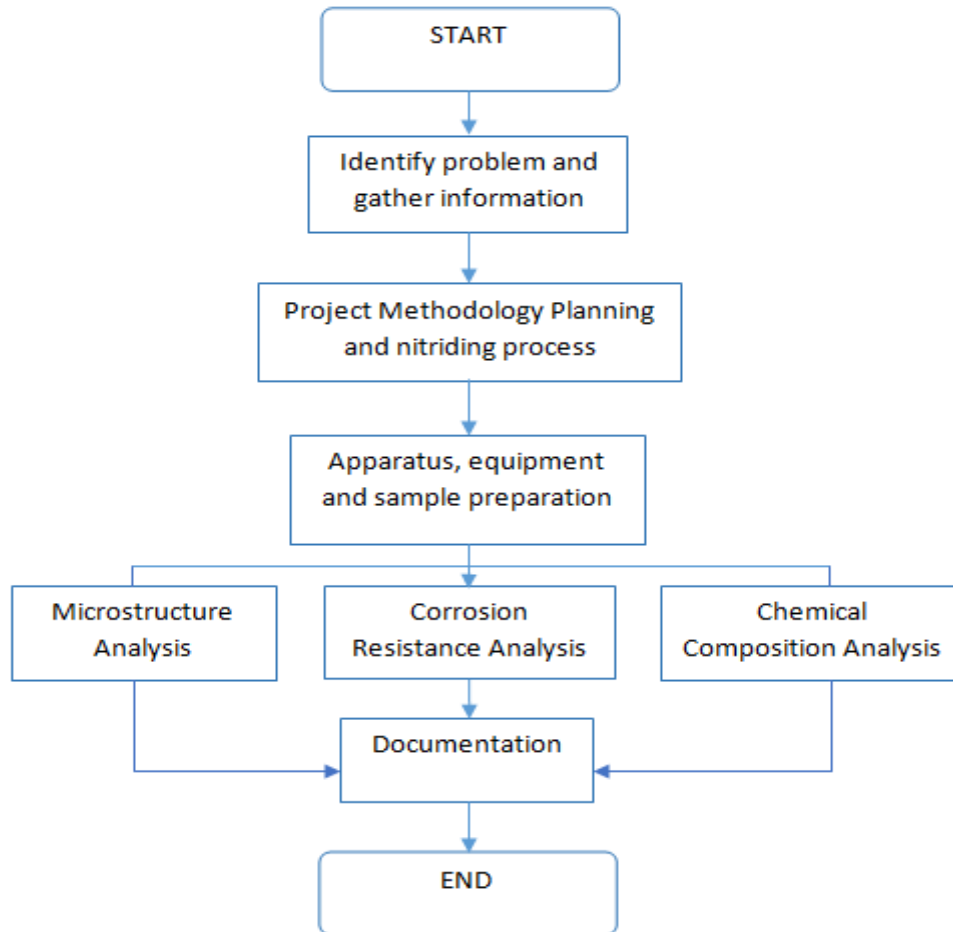 START
Identify problem and
gather information
Project Methodology Planning
and nitriding process
Apparatus, equipment
and sample preparation
Microstructure
Analysis
Corrosion
Resistance Analysis
Chemical
Composition Analysis
Documentation
END